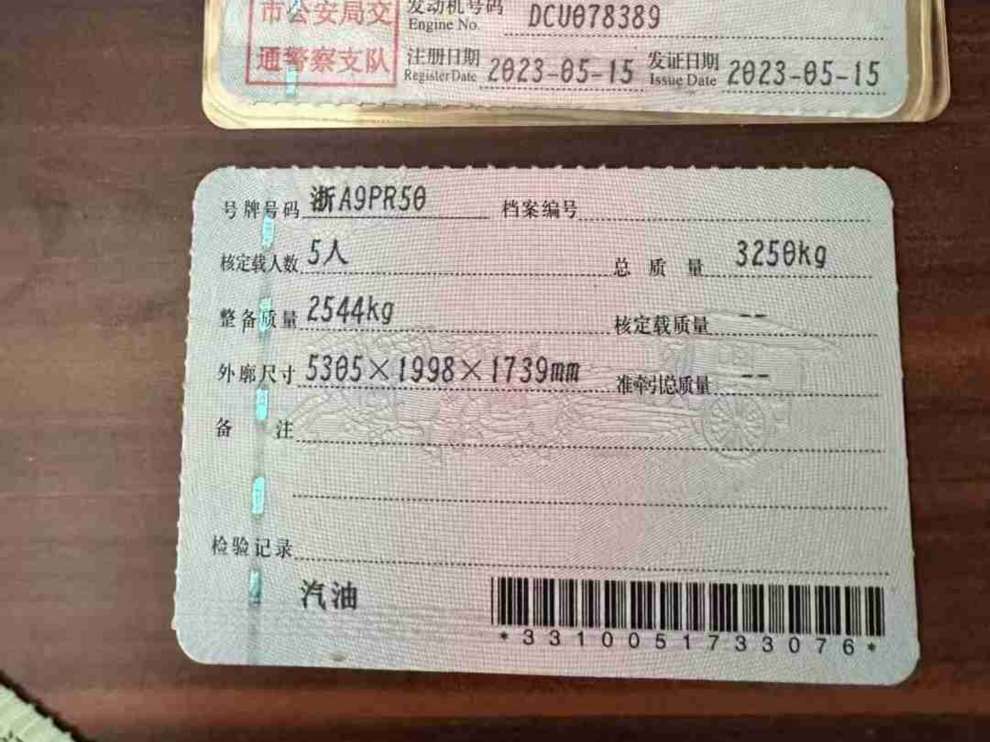 市公安局交
通警察支队
发动机号码 DCU078389
Engine No.
注册日期 2023-05-15 发证日期 2023-05-15
Register Date Issue Date
号牌号码 浙A9PR50 档案编号
核定载人数 5人 总质量 3250kg
整备质量 2544kg 核定载质量 --
外廓尺寸 5305×1998×1739mm 准牵引总质量 --
备注
检验记录
汽油
*3310051733076*